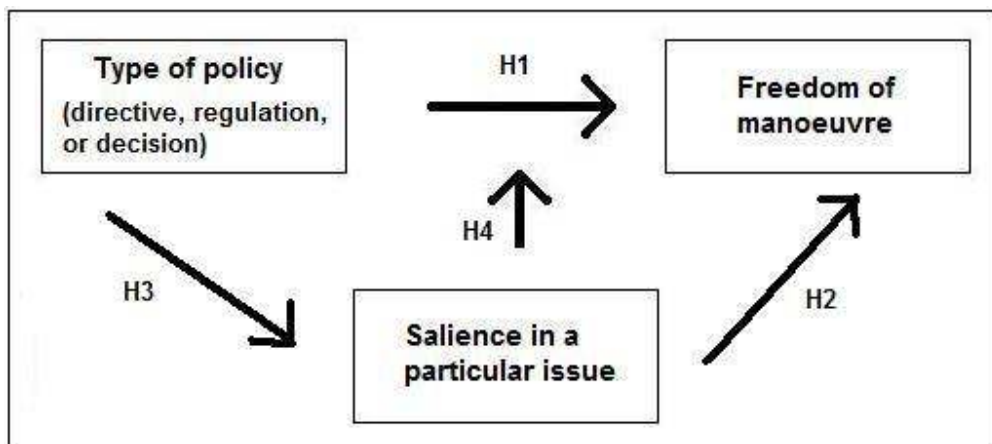 Type of policy
(directive, regulation,
or decision)
H1
Freedom of
manoeuvre
H4
H3
H2
Salience in a
particular issue